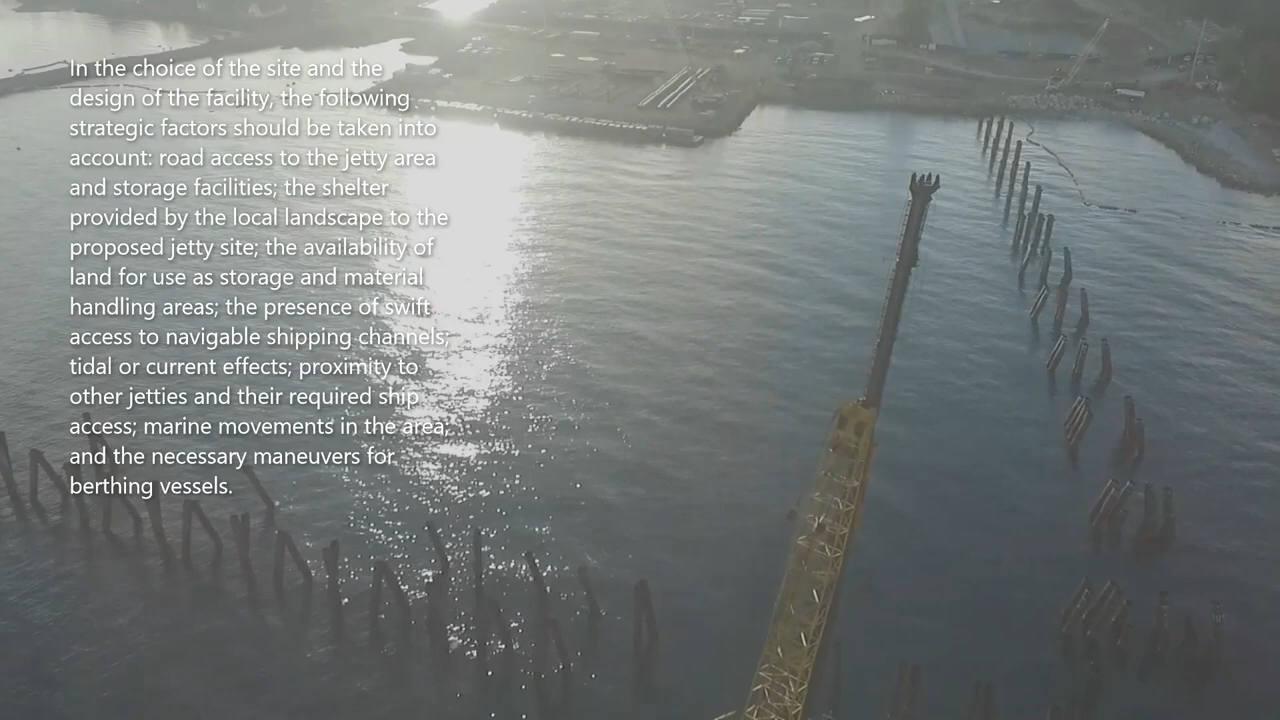 In the choice of the site and the
design of the facility, the following
strategic factors should be taken into
account: road access to the jetty area
and storage facilities; the shelter
provided by the local landscape to the
proposed jetty site; the availability of
land for use as storage and material
handling areas; the presence of swift
access to navigable shipping channels;
tidal or current effects; proximity to
other jetties and their required ship
access; marine movements in the area;
and the necessary maneuvers for
berthing vessels.